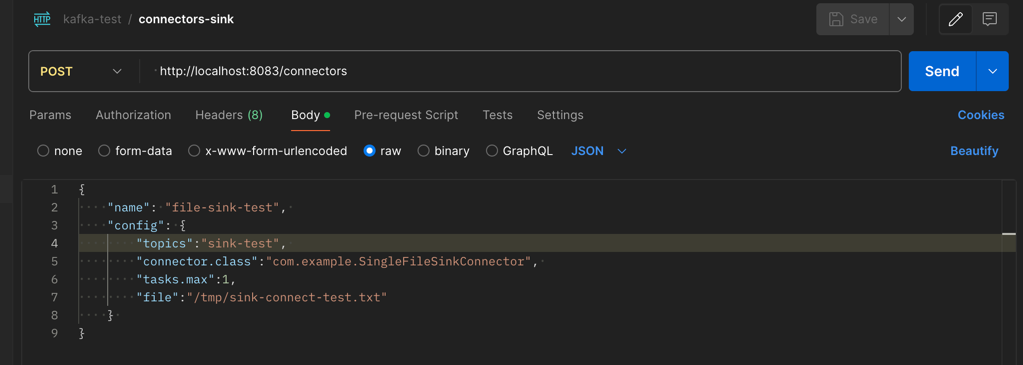 HTTP kafka-test / connectors-sink Save
POST http://localhost:8083/connectors Send
Params Authorization Headers (8) Body Pre-request Script Tests Settings Cookies
none form-data x-www-form-urlencoded raw binary GraphQL JSON Beautify
1 {
2 "name": "file-sink-test",
3 "config": {
4 "topics":"sink-test",
5 "connector.class":"com.example.SingleFileSinkConnector",
6 "tasks.max":1,
7 "file":"/tmp/sink-connect-test.txt"
8 }
9 }